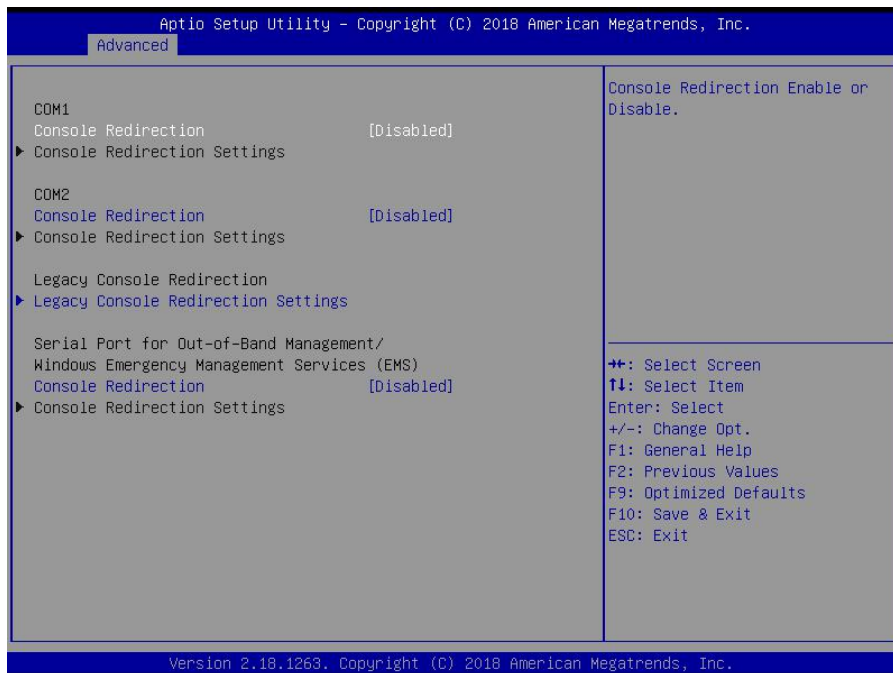 Aptio Setup Utility – Copyright (C) 2018 American Megatrends, Inc.
Advanced
COM1
Console Redirection [Disabled]
▶ Console Redirection Settings
COM2
Console Redirection [Disabled]
▶ Console Redirection Settings
Legacy Console Redirection
▶ Legacy Console Redirection Settings
Serial Port for Out-of-Band Management/
Windows Emergency Management Services (EMS)
Console Redirection [Disabled]
▶ Console Redirection Settings
Console Redirection Enable or
Disable.
→←: Select Screen
↑↓: Select Item
Enter: Select
+/-: Change Opt.
F1: General Help
F2: Previous Values
F9: Optimized Defaults
F10: Save & Exit
ESC: Exit
Version 2.18.1263. Copyright (C) 2018 American Megatrends, Inc.